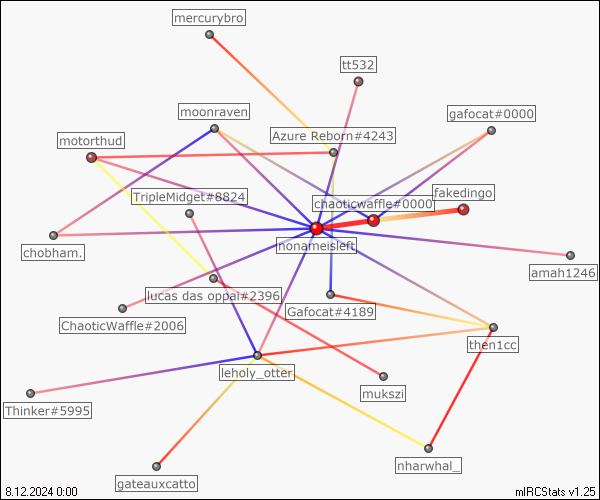 mercurybro
tt532
moonraven
gafocat#0000
Azure Reborn#4243
motorthud
TripleMidget#8824
fakedingo
chaoticwaffle#0000
nonameisleft
chobham.
amah1246
lucas das oppai#2396
ChaoticWaffle#2006
Gafocat#4189
then1cc
leholy_otter
mukszi
Thinker#5995
nharwhal_
gateauxcatto
8.12.2024 0:00
mIRCStats v1.25